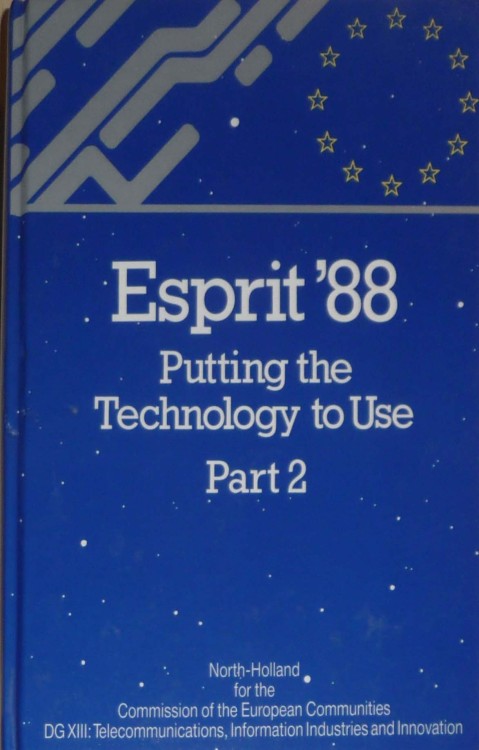 Esprit '88
Putting the
Technology to Use
Part 2
North-Holland
for the
Commission of the European Communities
DG XIII: Telecommunications, Information Industries and Innovation